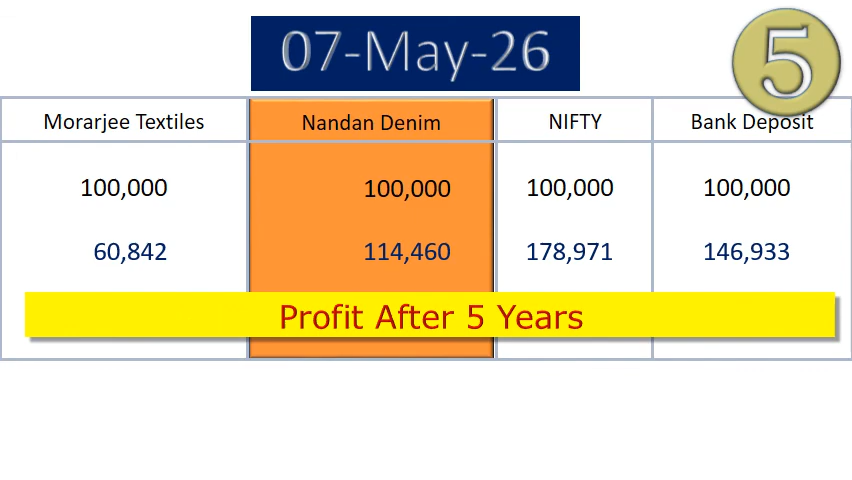 07-May-26
5
Morarjee Textiles Nandan Denim NIFTY Bank Deposit
100,000 100,000 100,000 100,000
60,842 114,460 178,971 146,933
Profit After 5 Years